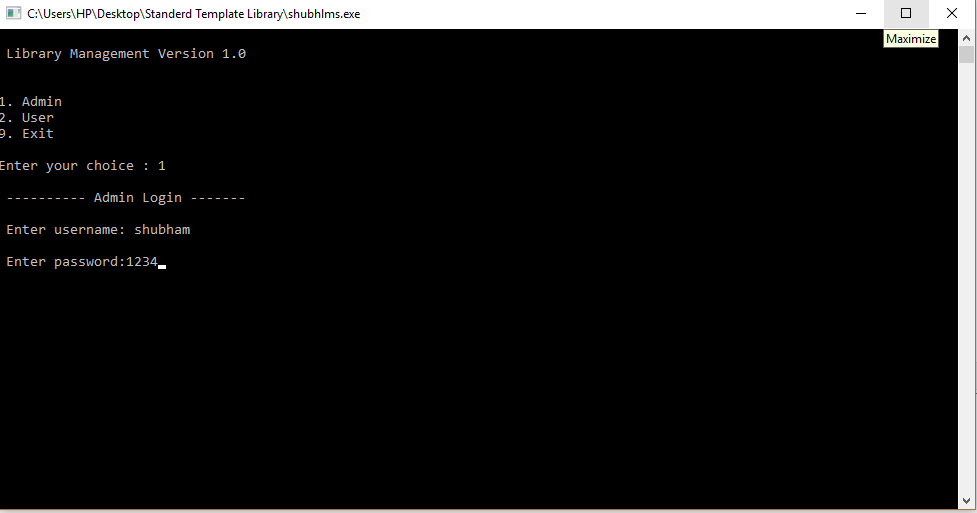 C:\Users\HP\Desktop\Standerd Template Library\shubhlms.exe
Maximize
Library Management Version 1.0
1. Admin
2. User
9. Exit
Enter your choice : 1
---------- Admin Login -------
Enter username: shubham
Enter password:1234